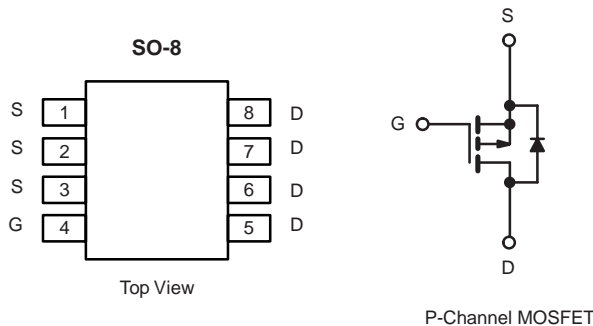 SO-8
S 1 8 D
S 2 7 D
S 3 6 D
G 4 5 D
Top View
S
G
D
P-Channel MOSFET